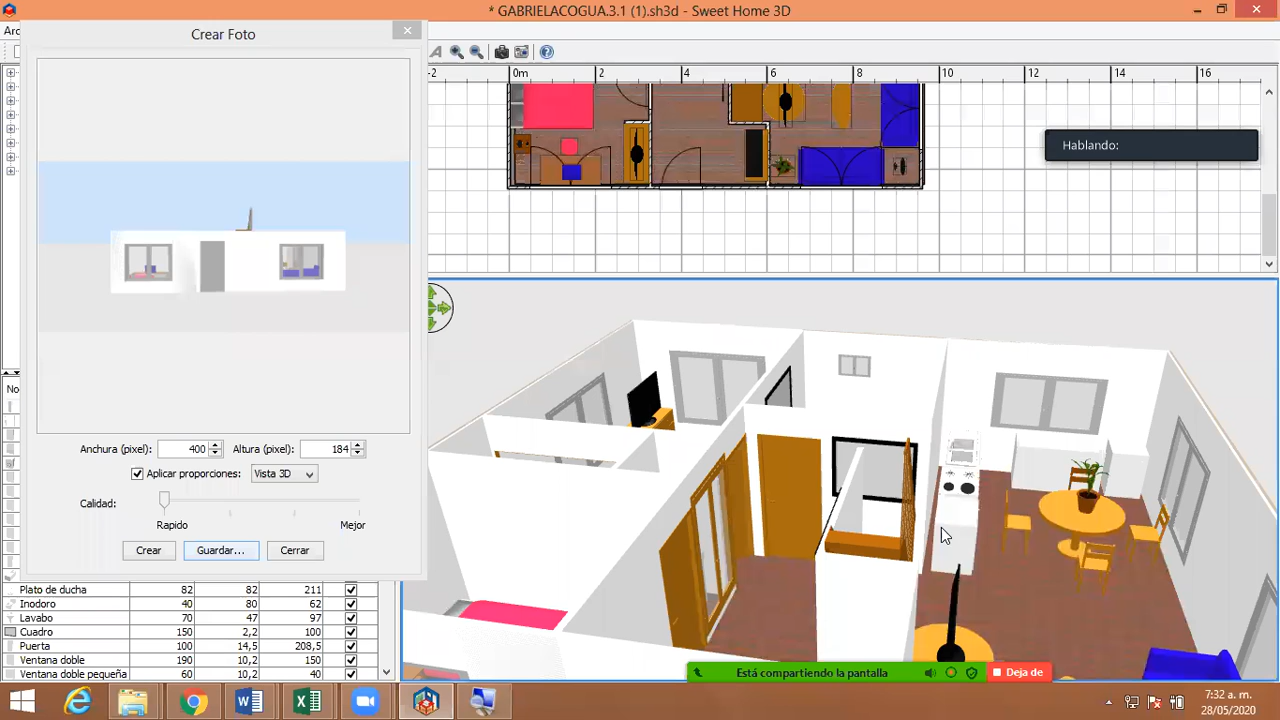 * GABRIELACOGUA.3.1 (1).sh3d - Sweet Home 3D
Crear Foto
-2 0m 2 4 6 8 10 12 14 16
Hablando:
Anchura (pixel): 400 Altura (pixel): 184
Aplicar proporciones: Vista 3D
Calidad:
Rapido Mejor
Crear Guardar... Cerrar
No
Plato de ducha 82 82 211
Inodoro 40 80 62
Lavabo 70 47 97
Cuadro 150 2,2 100
Puerta 100 14,5 208,5
Ventana doble 190 10,2 150
Ventana doble pequeña 60 10,2 40
Está compartiendo la pantalla Deja de
7:32 a. m.
28/05/2020